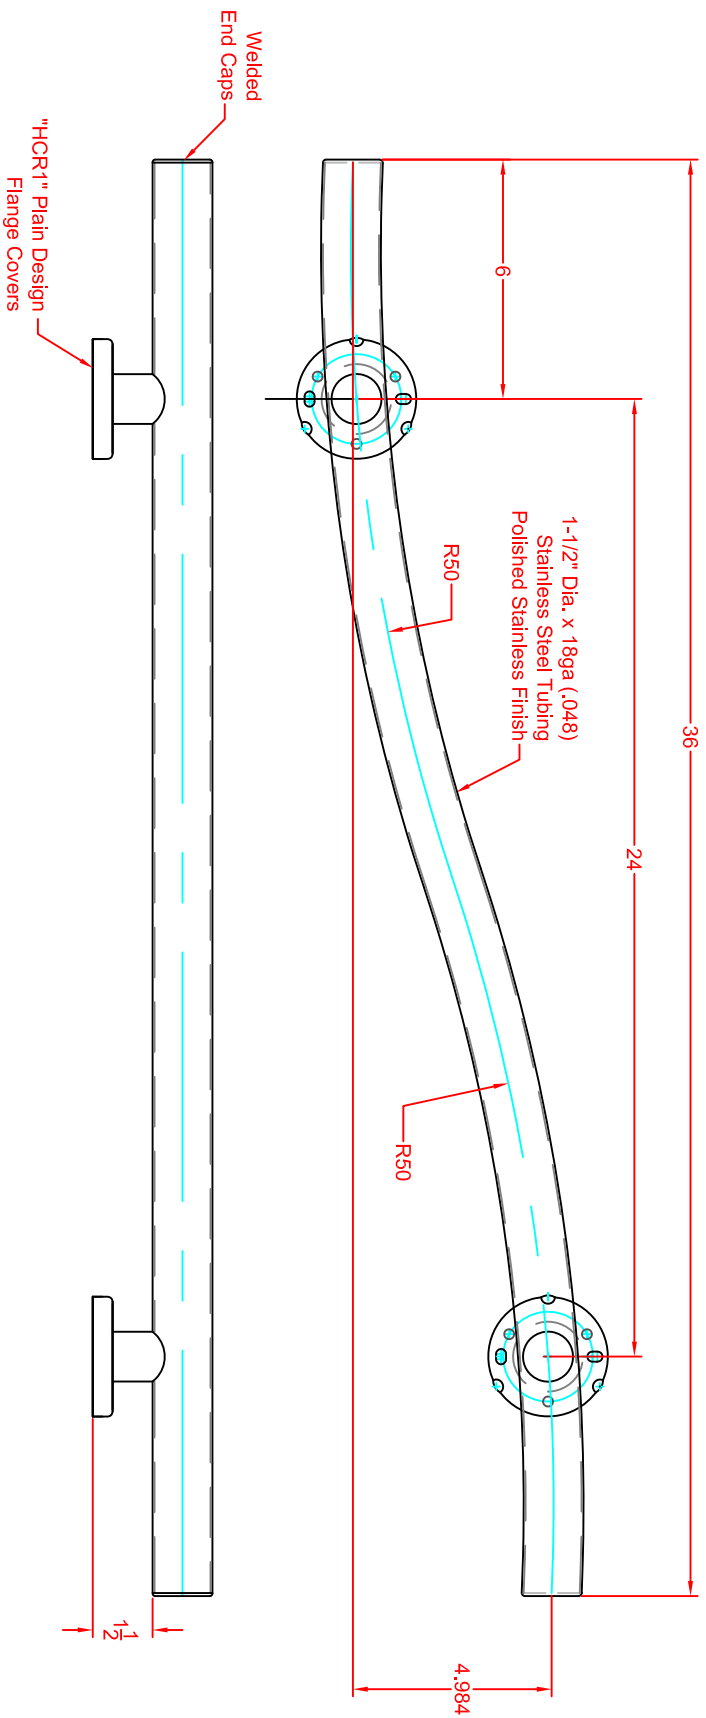 36
24
6
1-1/2" Dia. x 18ga (.048)
Stainless Steel Tubing
Polished Stainless Finish
R50
R50
4.984
Welded
End Caps
"HCR1" Plain Design
Flange Covers
1 1/2